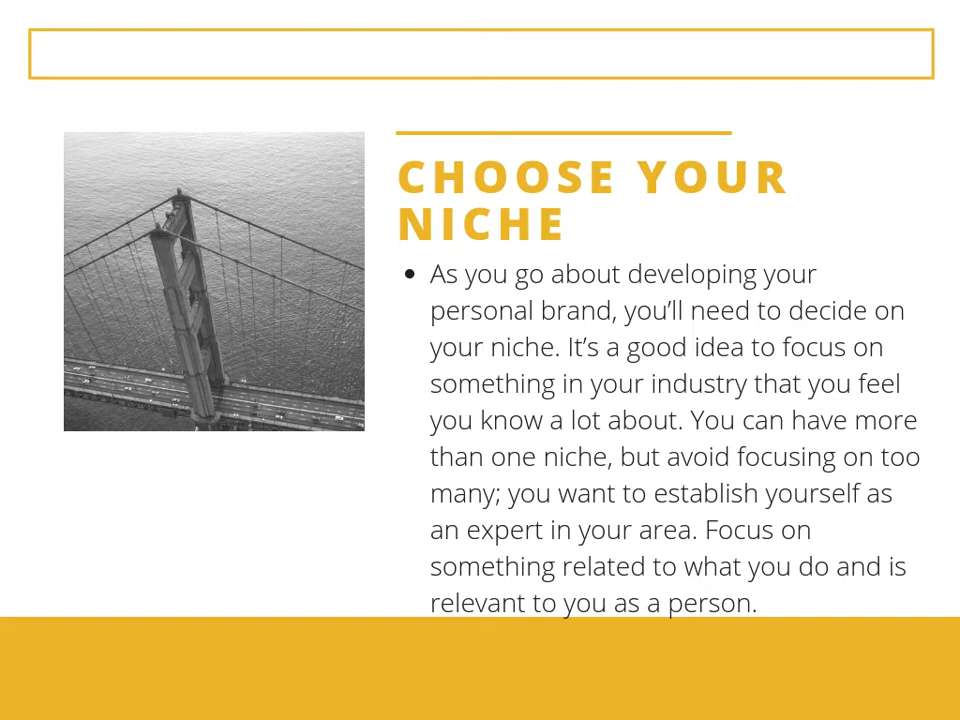 CHOOSE YOUR
NICHE
• As you go about developing your
personal brand, you’ll need to decide on
your niche. It’s a good idea to focus on
something in your industry that you feel
you know a lot about. You can have more
than one niche, but avoid focusing on too
many; you want to establish yourself as
an expert in your area. Focus on
something related to what you do and is
relevant to you as a person.